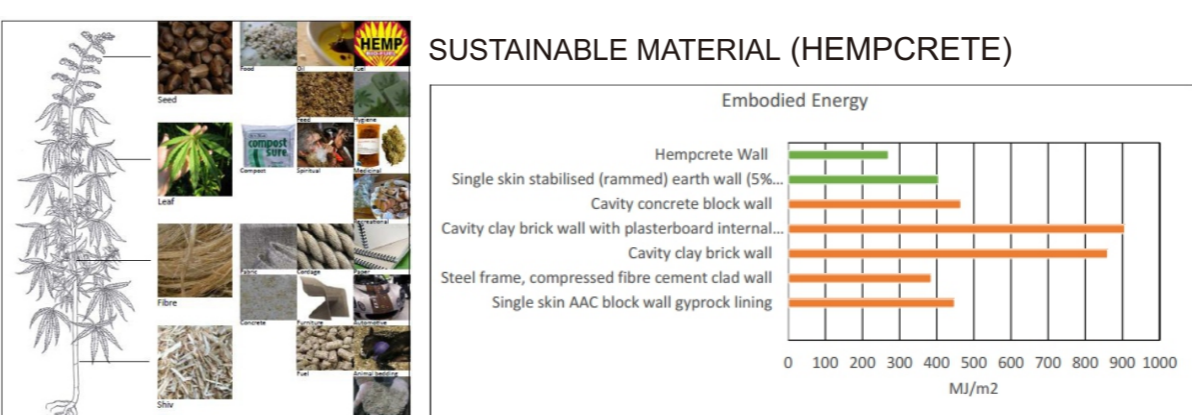 SUSTAINABLE MATERIAL (HEMPCRETE)
Seed
Food
Oil
HEMP
Fuel
Feed
Hygiene
Leaf
compost
sure
Compost
Spiritual
Medicinal
Recreational
Fibre
Fabric
Cordage
Paper
Concrete
Furniture
Automotive
Shiv
Fuel
Animal bedding
Embodied Energy
Hempcrete Wall
Single skin stabilised (rammed) earth wall (5%...
Cavity concrete block wall
Cavity clay brick wall with plasterboard internal...
Cavity clay brick wall
Steel frame, compressed fibre cement clad wall
Single skin AAC block wall gyprock lining
0 100 200 300 400 500 600 700 800 900 1000
MJ/m2